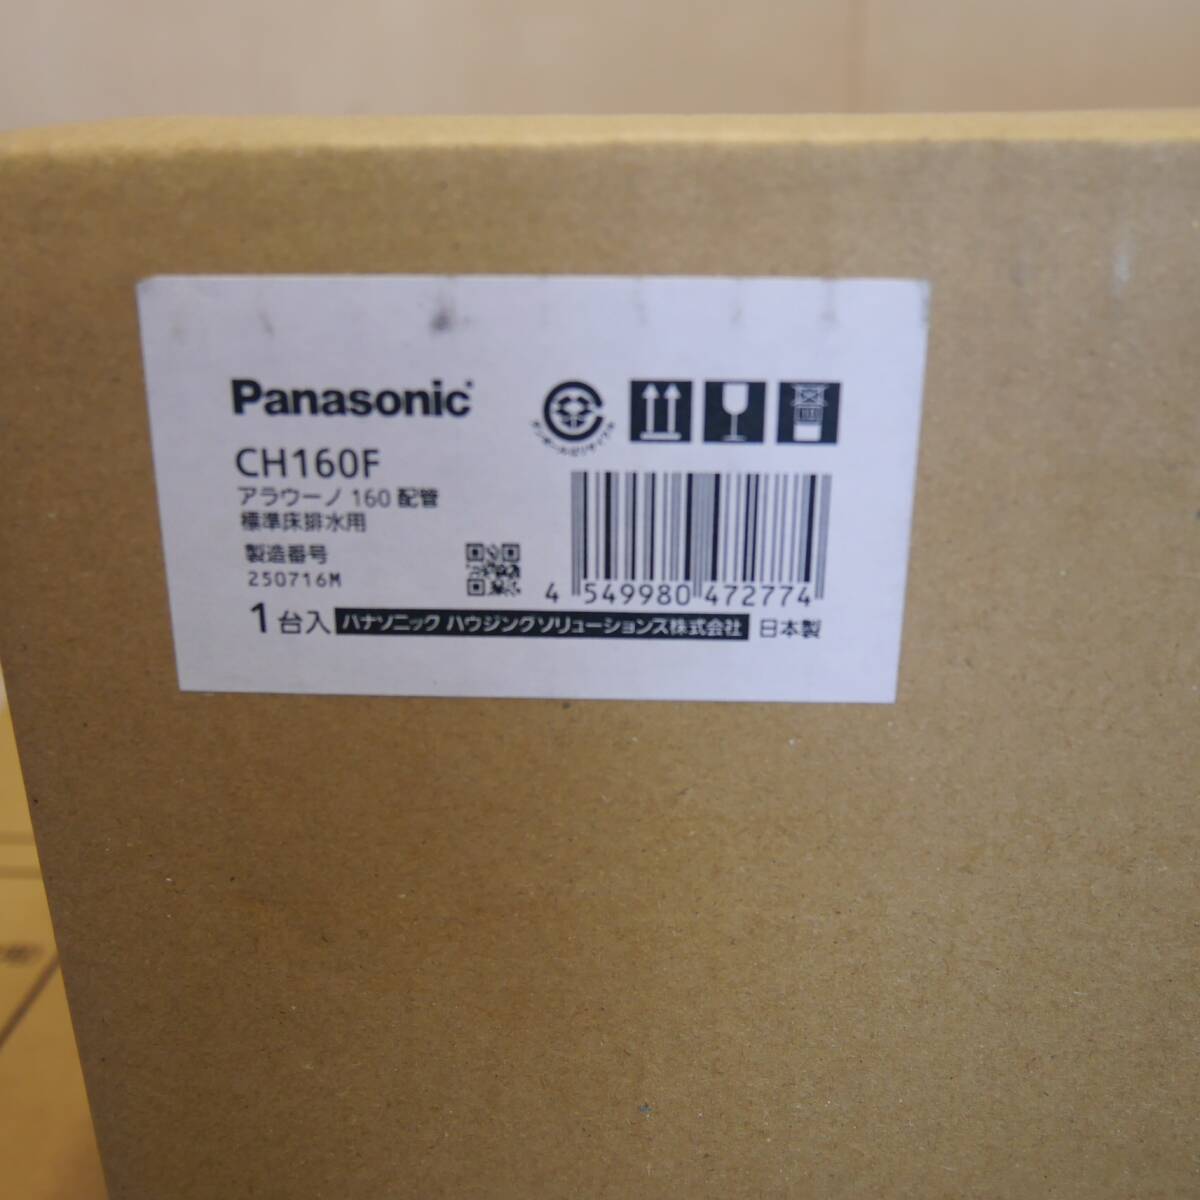 Panasonic
CH160F
アラウーノ 160 配管
標準床排水用
製造番号
250716M
4 549980 472774
1台入 パナソニック ハウジングソリューションズ株式会社 日本製